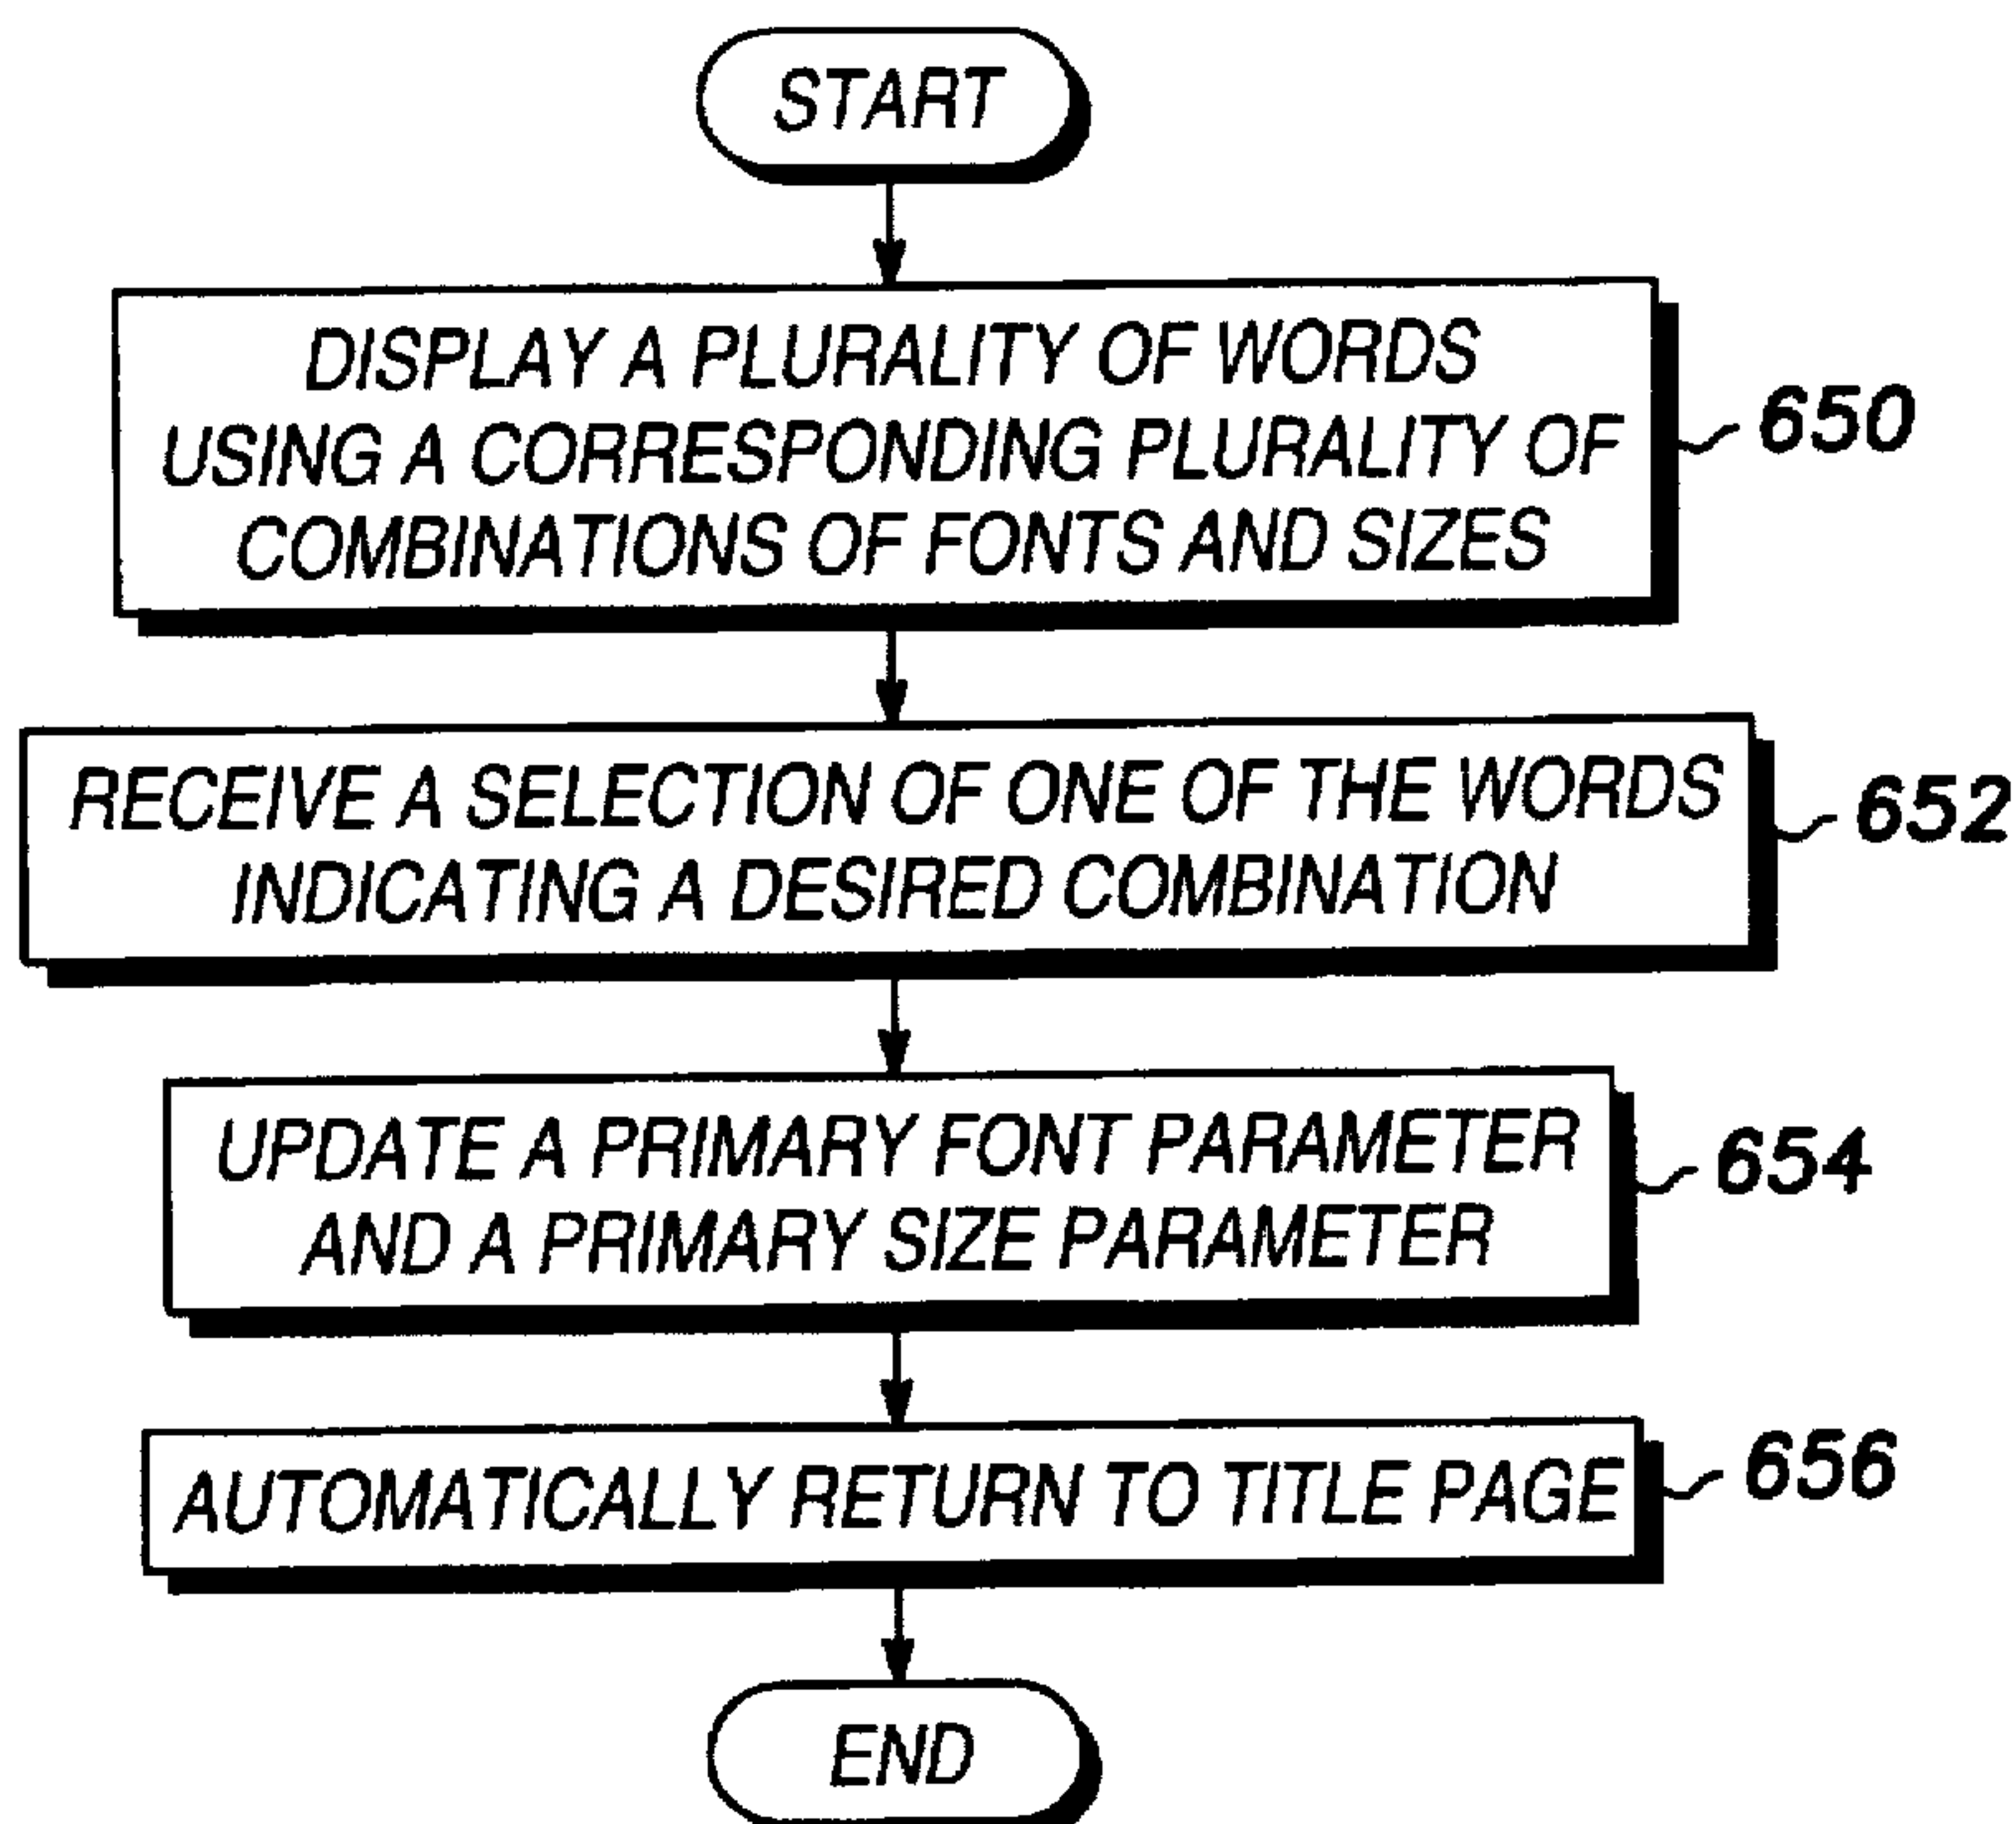 START
DISPLAY A PLURALITY OF WORDS
USING A CORRESPONDING PLURALITY OF
COMBINATIONS OF FONTS AND SIZES
650
RECEIVE A SELECTION OF ONE OF THE WORDS
INDICATING A DESIRED COMBINATION
652
UPDATE A PRIMARY FONT PARAMETER
AND A PRIMARY SIZE PARAMETER
654
AUTOMATICALLY RETURN TO TITLE PAGE
656
END